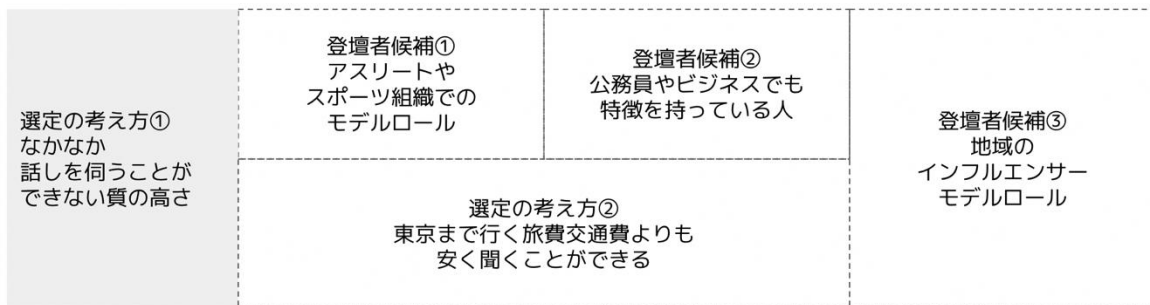 選定の考え方①
なかなか
話しを伺うことが
できない質の高さ
登壇者候補①
アスリートや
スポーツ組織での
モデルロール
登壇者候補②
公務員やビジネスでも
特徴を持っている人
選定の考え方②
東京まで行く旅費交通費よりも
安く聞くことができる
登壇者候補③
地域の
インフルエンサー
モデルロール